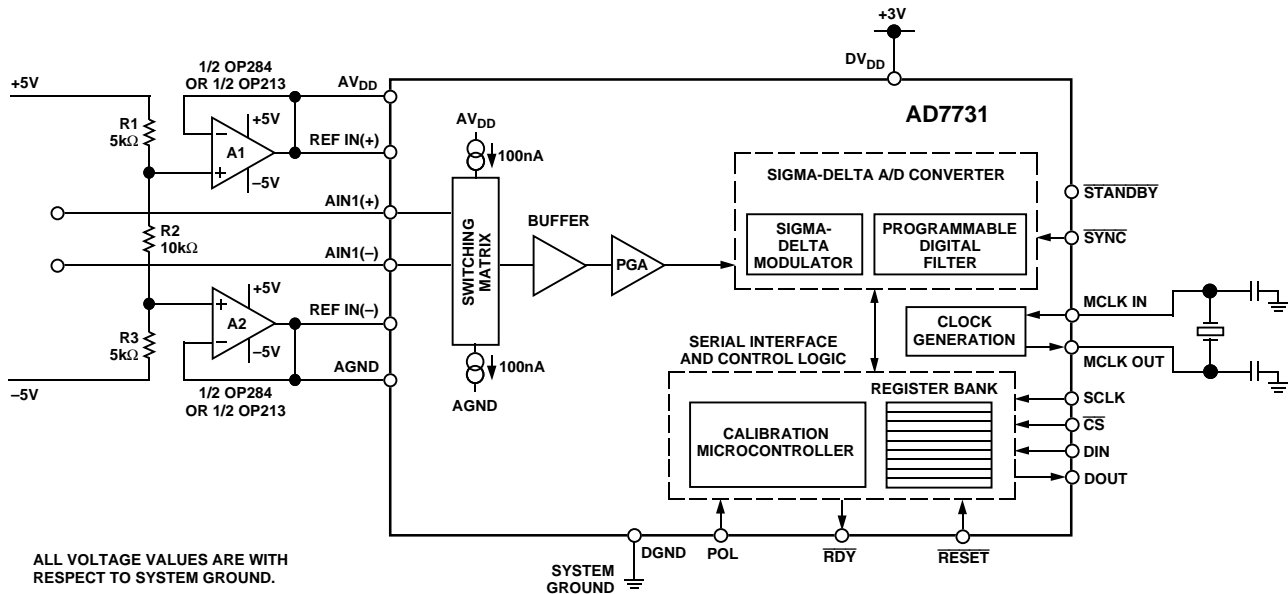 +3V
DVDD
1/2 OP284
OR 1/2 OP213
+5V
AVDD
AD7731
R1
5kΩ
+5V
–
A1
+
–5V
REF IN(+)
AVDD
100nA
SIGMA-DELTA A/D CONVERTER
STANDBY
AIN1(+)
R2
10kΩ
BUFFER
SWITCHING
MATRIX
PGA
SIGMA-
DELTA
MODULATOR
PROGRAMMABLE
DIGITAL
FILTER
SYNC
AIN1(–)
+5V
+
A2
–
–5V
REF IN(–)
MCLK IN
CLOCK
GENERATION
R3
5kΩ
SERIAL INTERFACE
AND CONTROL LOGIC
MCLK OUT
AGND
100nA
–5V
1/2 OP284
OR 1/2 OP213
AGND
REGISTER BANK
SCLK
CS
CALIBRATION
MICROCONTROLLER
DIN
DOUT
ALL VOLTAGE VALUES ARE WITH
RESPECT TO SYSTEM GROUND.
SYSTEM
GROUND
DGND
POL
RDY
RESET